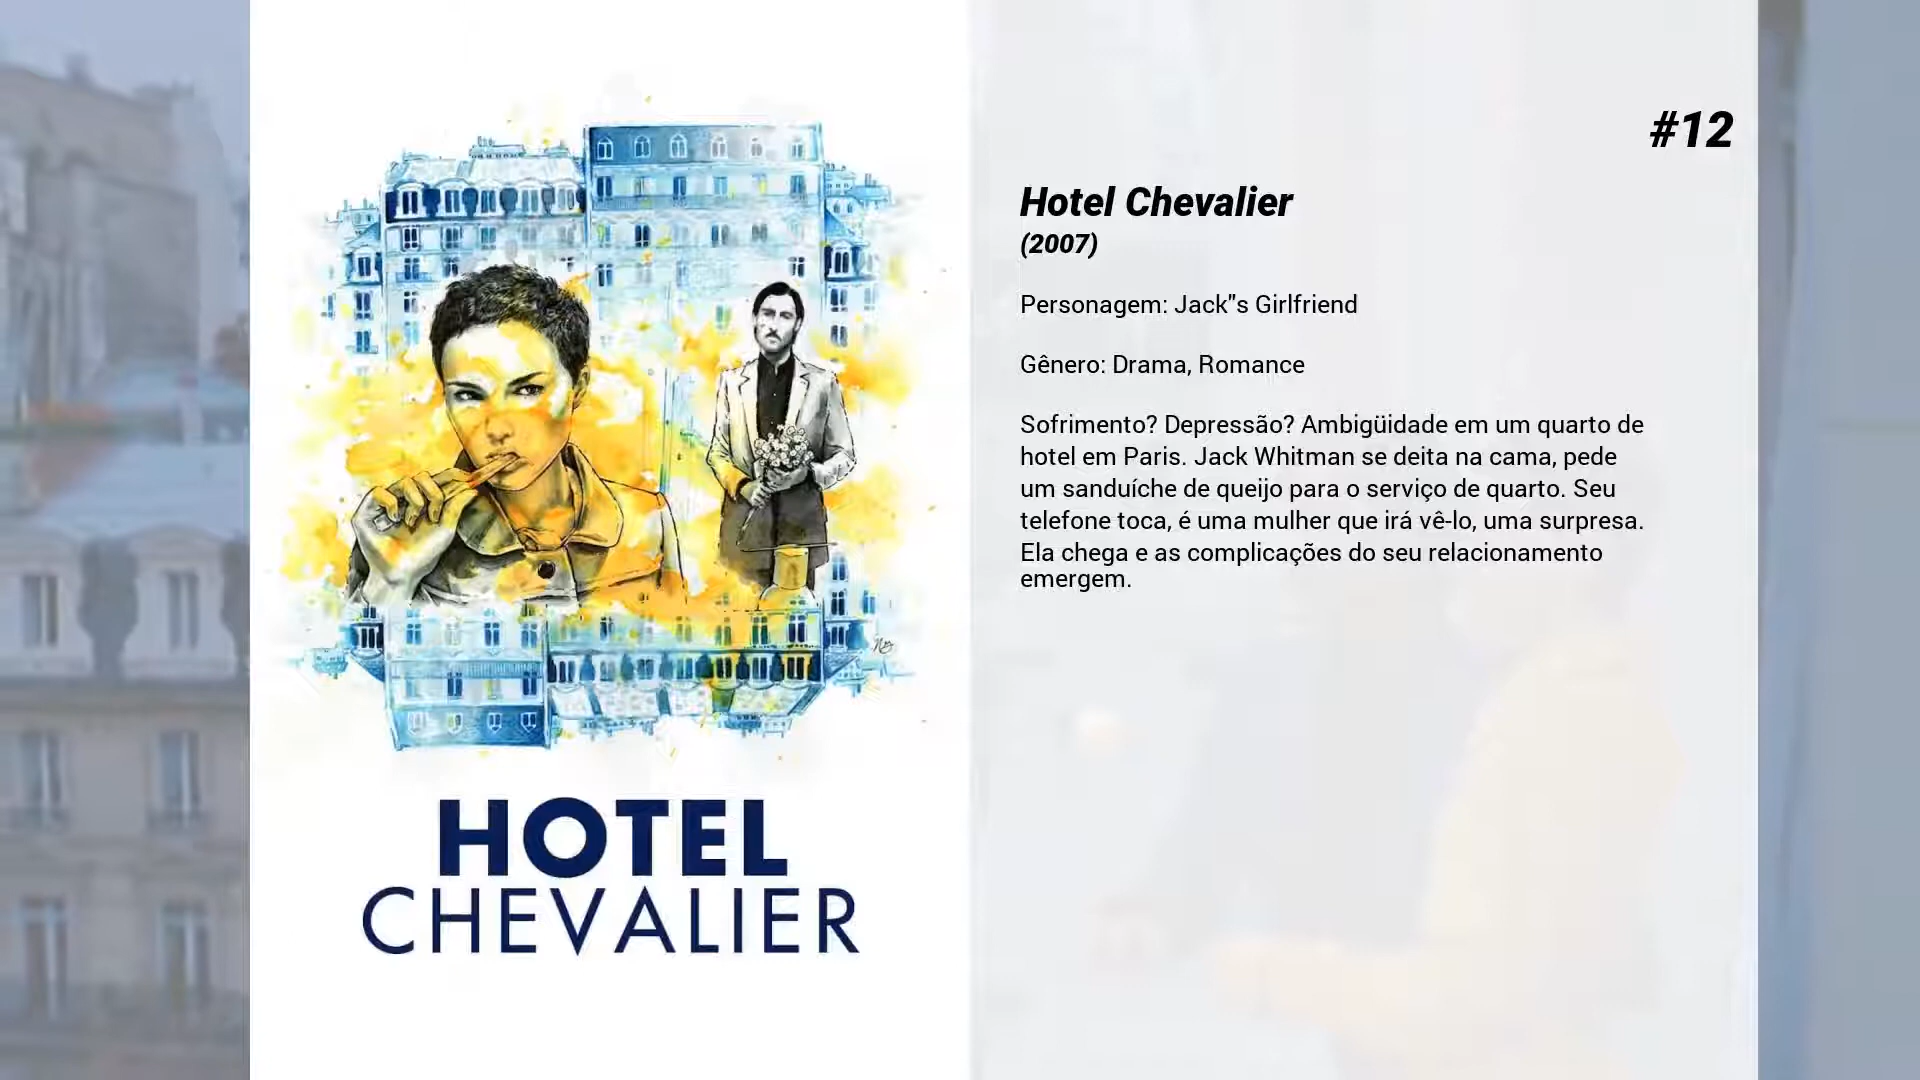 HOTEL
CHEVALIER
#12
Hotel Chevalier
(2007)
Personagem: Jack"s Girlfriend
Gênero: Drama, Romance
Sofrimento? Depressão? Ambigüidade em um quarto de
hotel em Paris. Jack Whitman se deita na cama, pede
um sanduíche de queijo para o serviço de quarto. Seu
telefone toca, é uma mulher que irá vê-lo, uma surpresa.
Ela chega e as complicações do seu relacionamento
emergem.